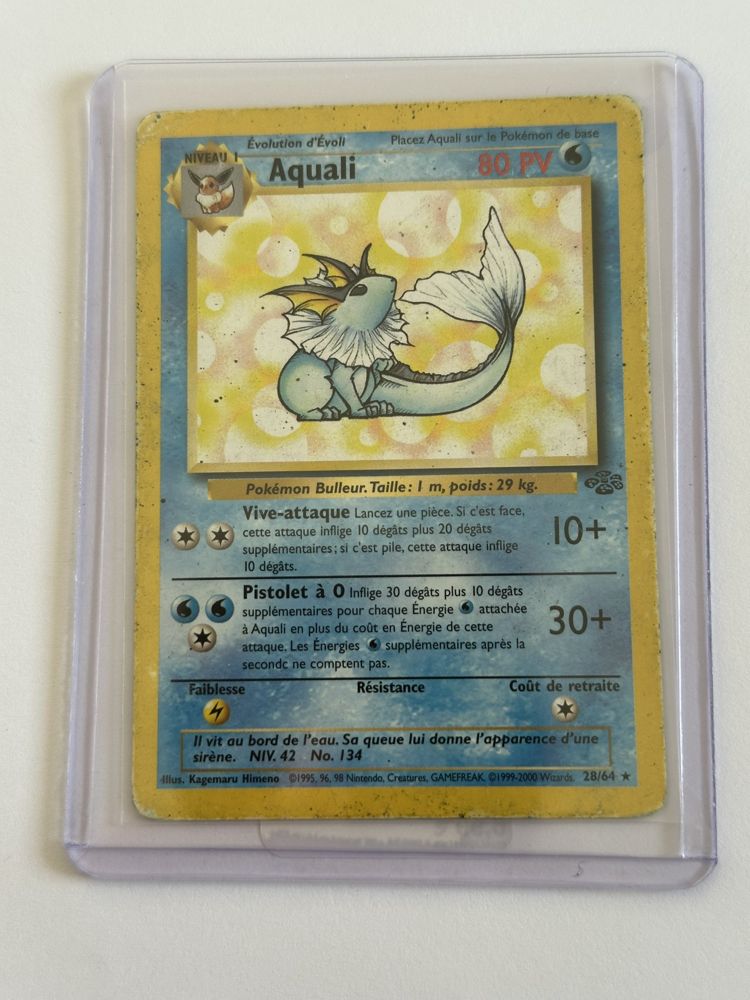 Évolution d'Évoli
Placez Aquali sur le Pokémon de base
NIVEAU 1
Aquali
80 PV
Pokémon Bulleur. Taille: 1 m, poids: 29 kg.
Vive-attaque Lancez une pièce. Si c'est face,
cette attaque inflige 10 dégâts plus 20 dégâts
supplémentaires; si c'est pile, cette attaque inflige
10 dégâts.
10+
Pistolet à O Inflige 30 dégâts plus 10 dégâts
supplémentaires pour chaque Énergie attachée
à Aquali en plus du coût en Énergie de cette
attaque. Les Énergies supplémentaires après la
seconde ne comptent pas.
30+
Faiblesse
Résistance
Coût de retraite
Il vit au bord de l'eau. Sa queue lui donne l'apparence d'une
sirène. NIV. 42 No. 134
Illus. Kagemaru Himeno ©1995, 96, 98 Nintendo, Creatures, GAMEFREAK. ©1999-2000 Wizards. 28/64 ★